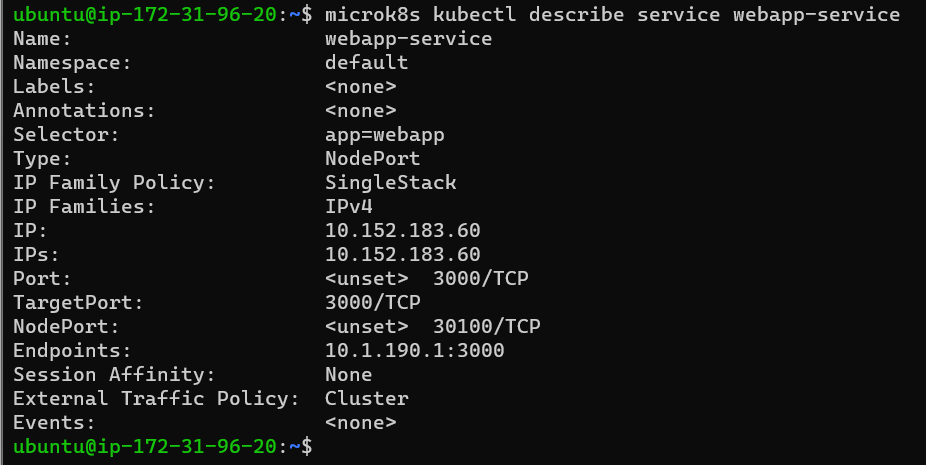 ubuntu@ip-172-31-96-20:~$ microk8s kubectl describe service webapp-service
Name:                     webapp-service
Namespace:                default
Labels:                   <none>
Annotations:              <none>
Selector:                 app=webapp
Type:                     NodePort
IP Family Policy:         SingleStack
IP Families:              IPv4
IP:                       10.152.183.60
IPs:                      10.152.183.60
Port:                     <unset>  3000/TCP
TargetPort:               3000/TCP
NodePort:                 <unset>  30100/TCP
Endpoints:                10.1.190.1:3000
Session Affinity:         None
External Traffic Policy:  Cluster
Events:                   <none>
ubuntu@ip-172-31-96-20:~$